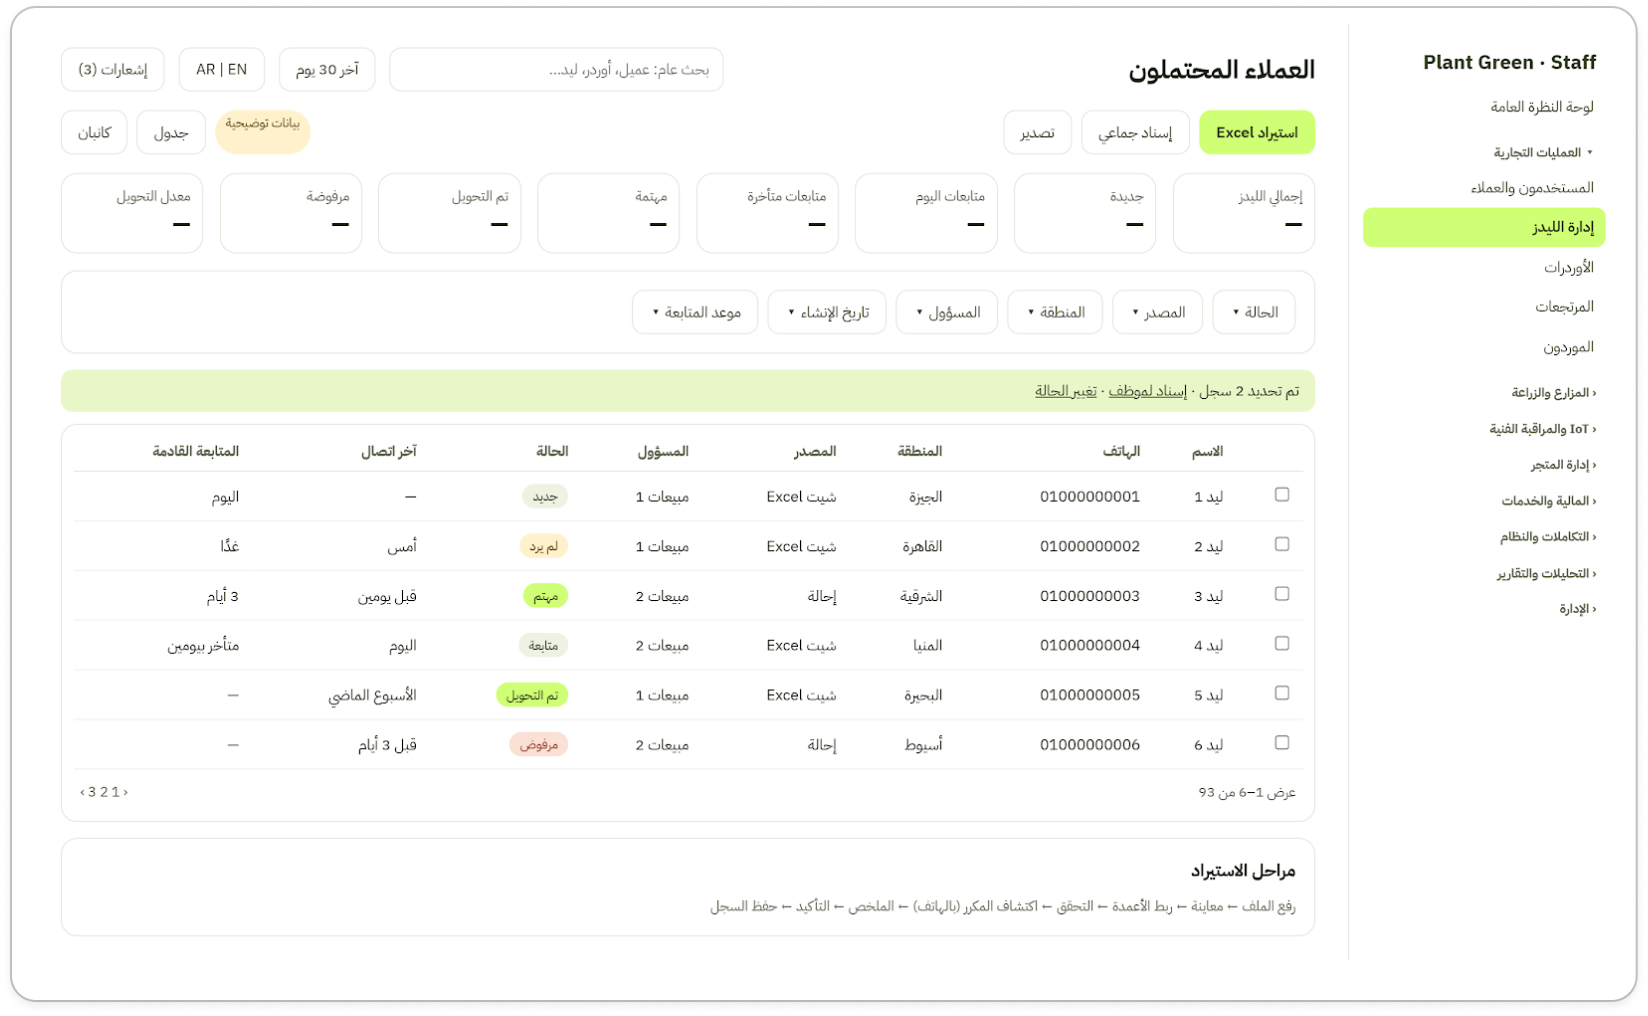 Plant Green · Staff
لوحة النظرة العامة
▾ العمليات التجارية
المستخدمون والعملاء
إدارة الليدز
الأوردرات
المرتجعات
الموردون
‹ المزارع والزراعة
‹ IoT والمراقبة الفنية
‹ إدارة المتجر
‹ المالية والخدمات
‹ التكاملات والنظام
‹ التحليلات والتقارير
‹ الإدارة
العملاء المحتملون
بحث عام: عميل، أوردر، ليد...
آخر 30 يوم
AR | EN
إشعارات (3)
استيراد Excel
إسناد جماعي
تصدير
بيانات توضيحية
جدول
كانبان
إجمالي الليدز
—
جديدة
—
متابعات اليوم
—
متابعات متأخرة
—
مهتمة
—
تم التحويل
—
مرفوضة
—
معدل التحويل
—
الحالة ▾
المصدر ▾
المنطقة ▾
المسؤول ▾
تاريخ الإنشاء ▾
موعد المتابعة ▾
تم تحديد 2 سجل · إسناد لموظف · تغيير الحالة
الاسم الهاتف المنطقة المصدر المسؤول الحالة آخر اتصال المتابعة القادمة
ليد 1 01000000001 الجيزة شيت Excel مبيعات 1 جديد — اليوم
ليد 2 01000000002 القاهرة شيت Excel مبيعات 1 لم يرد أمس غدًا
ليد 3 01000000003 الشرقية إحالة مبيعات 2 مهتم قبل يومين 3 أيام
ليد 4 01000000004 المنيا شيت Excel مبيعات 2 متابعة اليوم متأخر بيومين
ليد 5 01000000005 البحيرة شيت Excel مبيعات 1 تم التحويل الأسبوع الماضي —
ليد 6 01000000006 أسيوط إحالة مبيعات 2 مرفوض قبل 3 أيام —
عرض 1–6 من 93
‹ 1 2 3 ›
مراحل الاستيراد
رفع الملف ← معاينة ← ربط الأعمدة ← التحقق ← اكتشاف المكرر (بالهاتف) ← الملخص ← التأكيد ← حفظ السجل